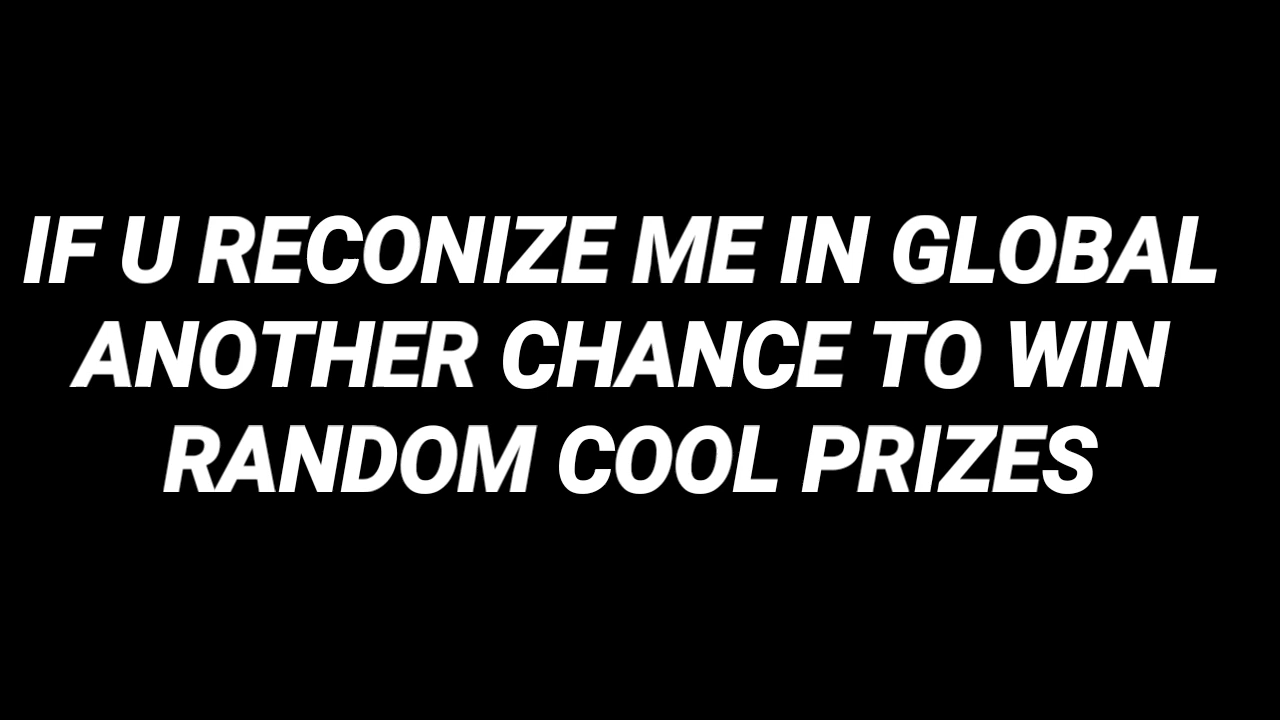 IF U RECONIZE ME IN GLOBAL
ANOTHER CHANCE TO WIN
RANDOM COOL PRIZES